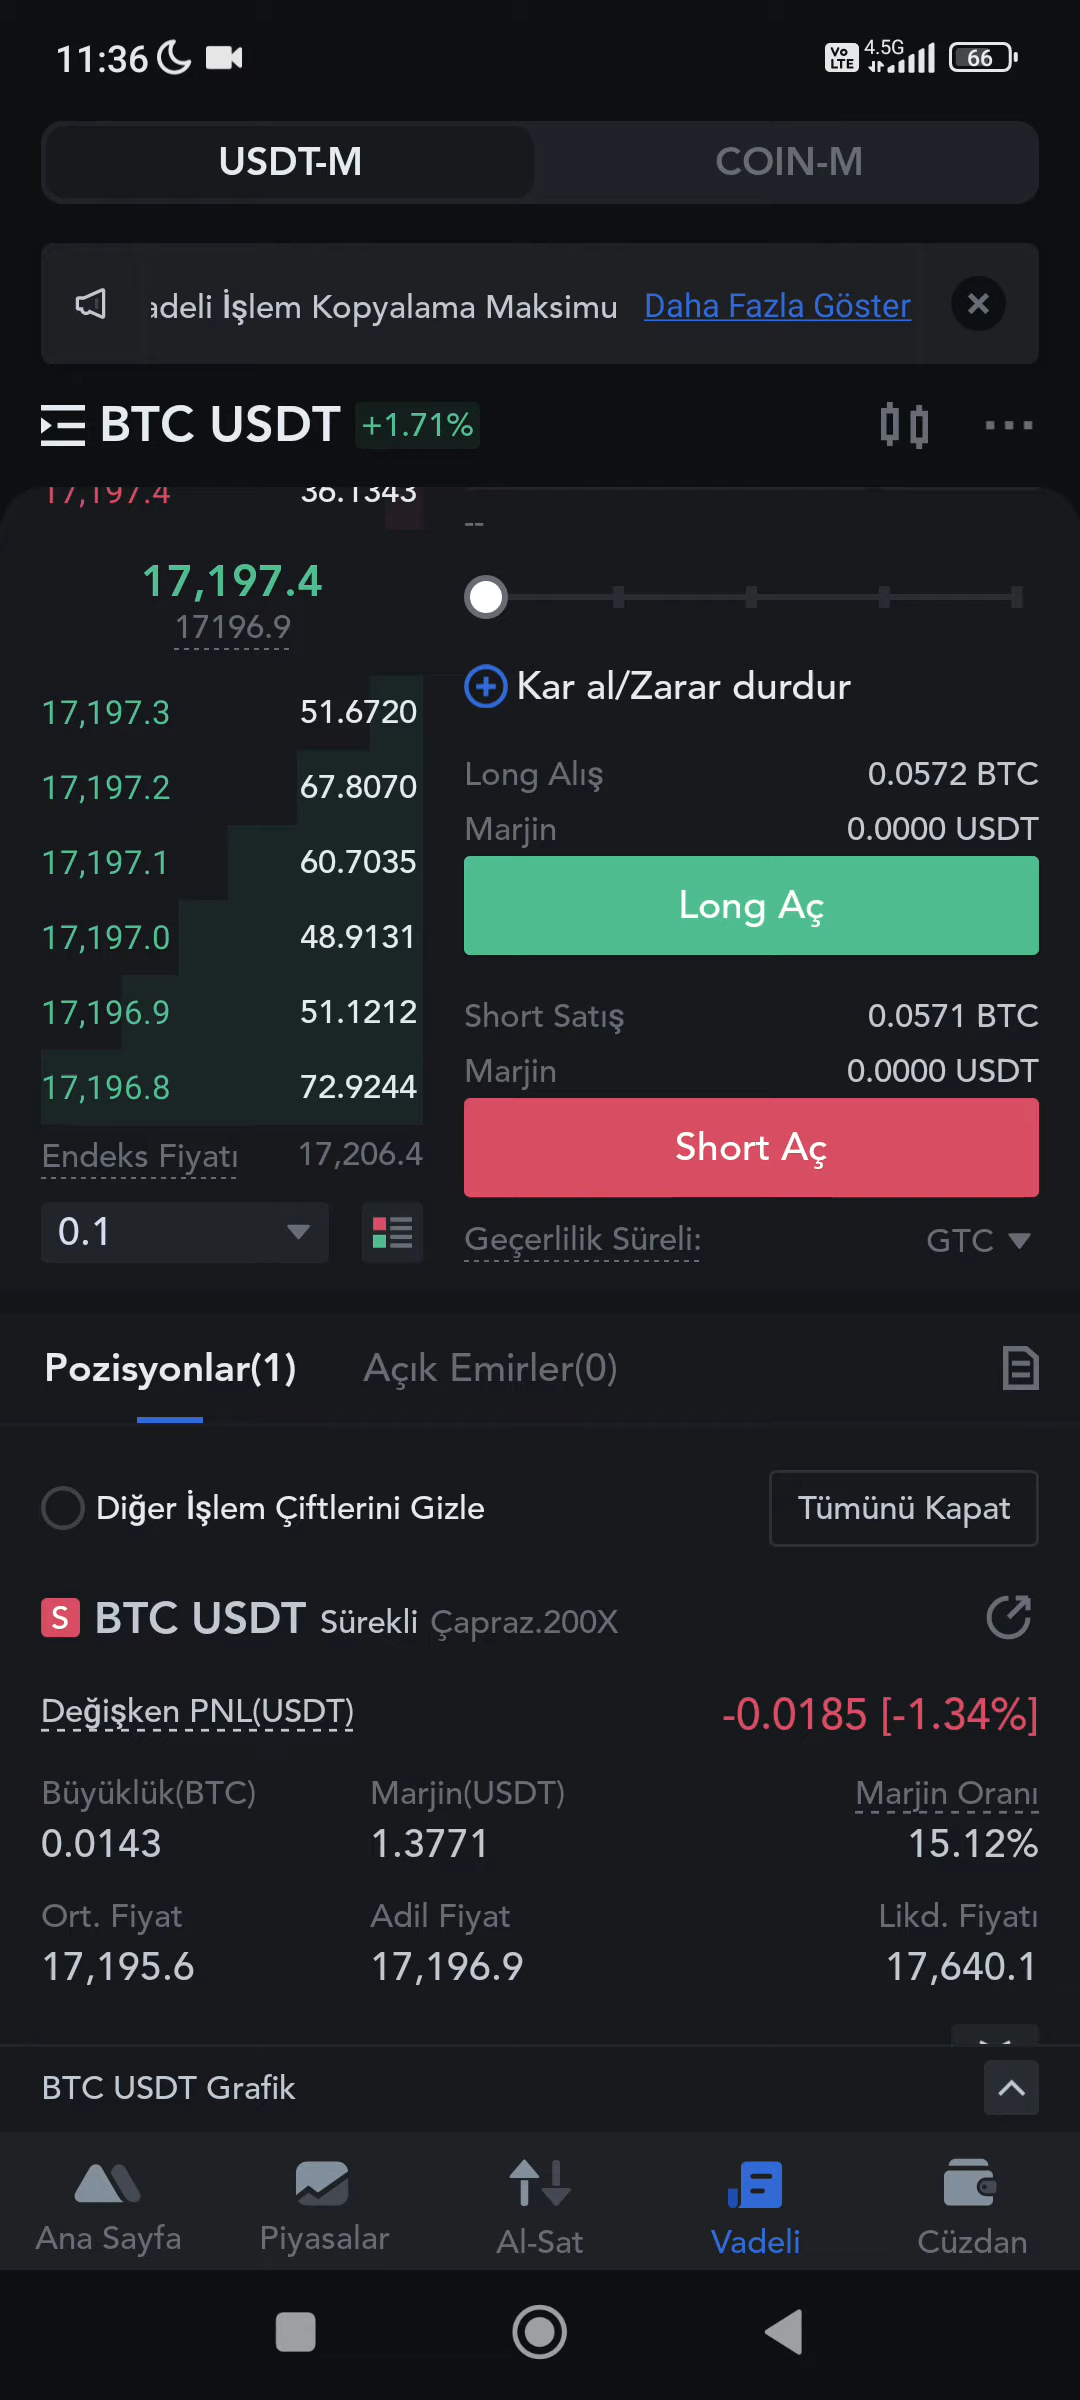 11:36
Vo LTE
4.5G
66
USDT-M
COIN-M
adeli İşlem Kopyalama Maksimu
Daha Fazla Göster
BTC USDT +1.71%
17,197.4 36.1343
--
17,197.4
17196.9
17,197.3 51.6720
17,197.2 67.8070
17,197.1 60.7035
17,197.0 48.9131
17,196.9 51.1212
17,196.8 72.9244
Endeks Fiyatı 17,206.4
0.1
Kar al/Zarar durdur
Long Alış 0.0572 BTC
Marjin 0.0000 USDT
Long Aç
Short Satış 0.0571 BTC
Marjin 0.0000 USDT
Short Aç
Geçerlilik Süreli: GTC
Pozisyonlar(1)
Açık Emirler(0)
Diğer İşlem Çiftlerini Gizle
Tümünü Kapat
S BTC USDT Sürekli Çapraz.200X
Değişken PNL(USDT) -0.0185 [-1.34%]
Büyüklük(BTC) Marjin(USDT) Marjin Oranı
0.0143 1.3771 15.12%
Ort. Fiyat Adil Fiyat Likd. Fiyatı
17,195.6 17,196.9 17,640.1
BTC USDT Grafik
Ana Sayfa
Piyasalar
Al-Sat
Vadeli
Cüzdan